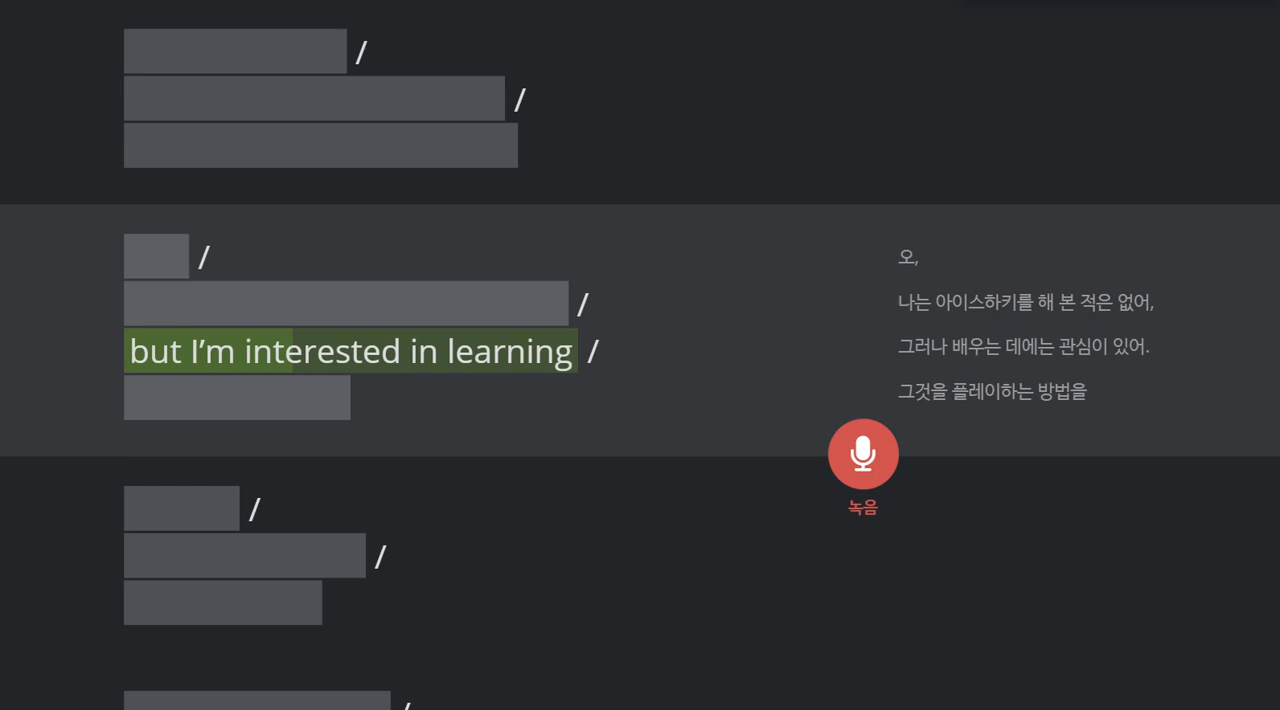 /
/
/
오,
/
나는 아이스하키를 해 본 적은 없어,
but I’m interested in learning /
그러나 배우는 데에는 관심이 있어.
그것을 플레이하는 방법을
녹음
/
/
/